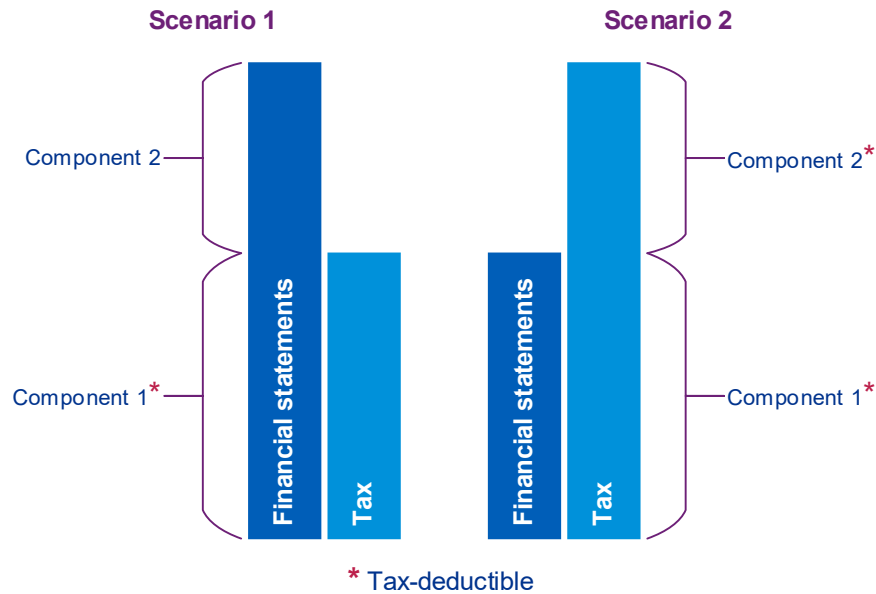 Scenario 1
Scenario 2
Component 2
Component 1*
Financial statements
Tax
Financial statements
Tax
Component 2*
Component 1*
* Tax-deductible